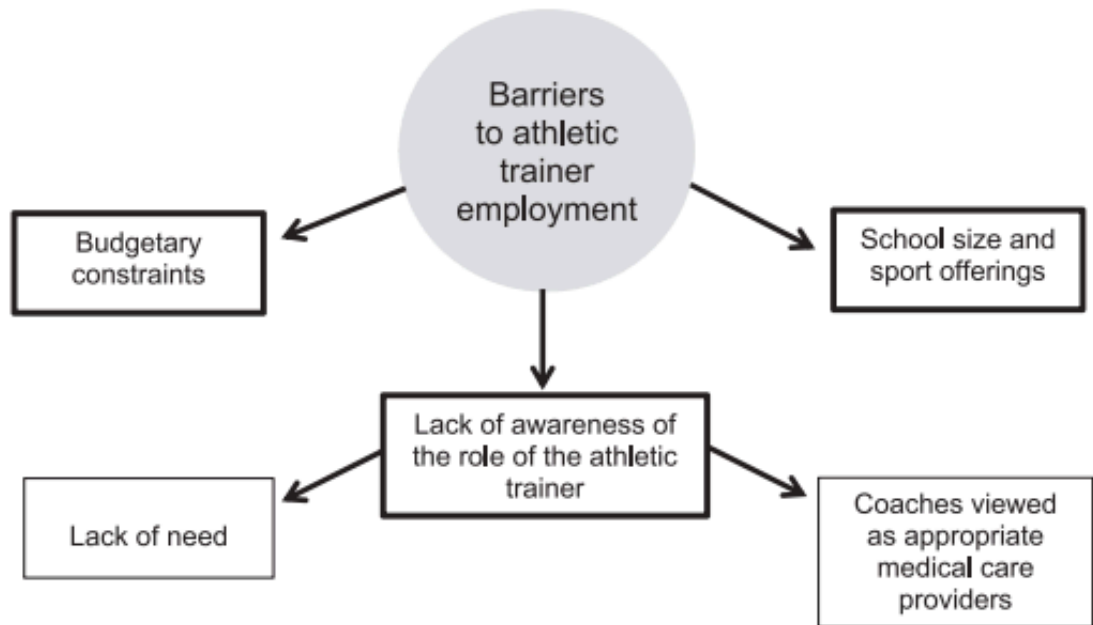 Barriers
to athletic
trainer
employment
Budgetary
constraints
School size and
sport offerings
Lack of awareness of
the role of the athletic
trainer
Lack of need
Coaches viewed
as appropriate
medical care
providers